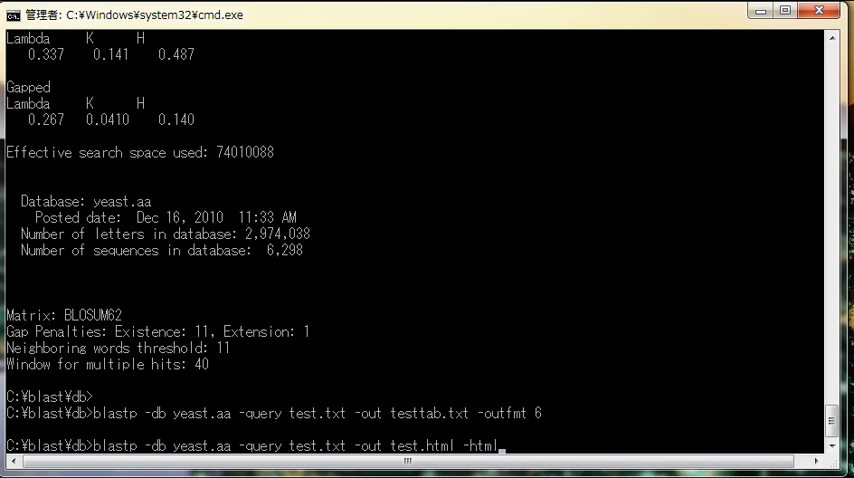 管理者: C:¥Windows¥system32¥cmd.exe
Lambda K H
0.337 0.141 0.487
Gapped
Lambda K H
0.267 0.0410 0.140
Effective search space used: 74010088
Database: yeast.aa
Posted date: Dec 16, 2010 11:33 AM
Number of letters in database: 2,974,038
Number of sequences in database: 6,298
Matrix: BLOSUM62
Gap Penalties: Existence: 11, Extension: 1
Neighboring words threshold: 11
Window for multiple hits: 40
C:¥blast¥db>
C:¥blast¥db>blastp -db yeast.aa -query test.txt -out testtab.txt -outfmt 6
C:¥blast¥db>blastp -db yeast.aa -query test.txt -out test.html -html